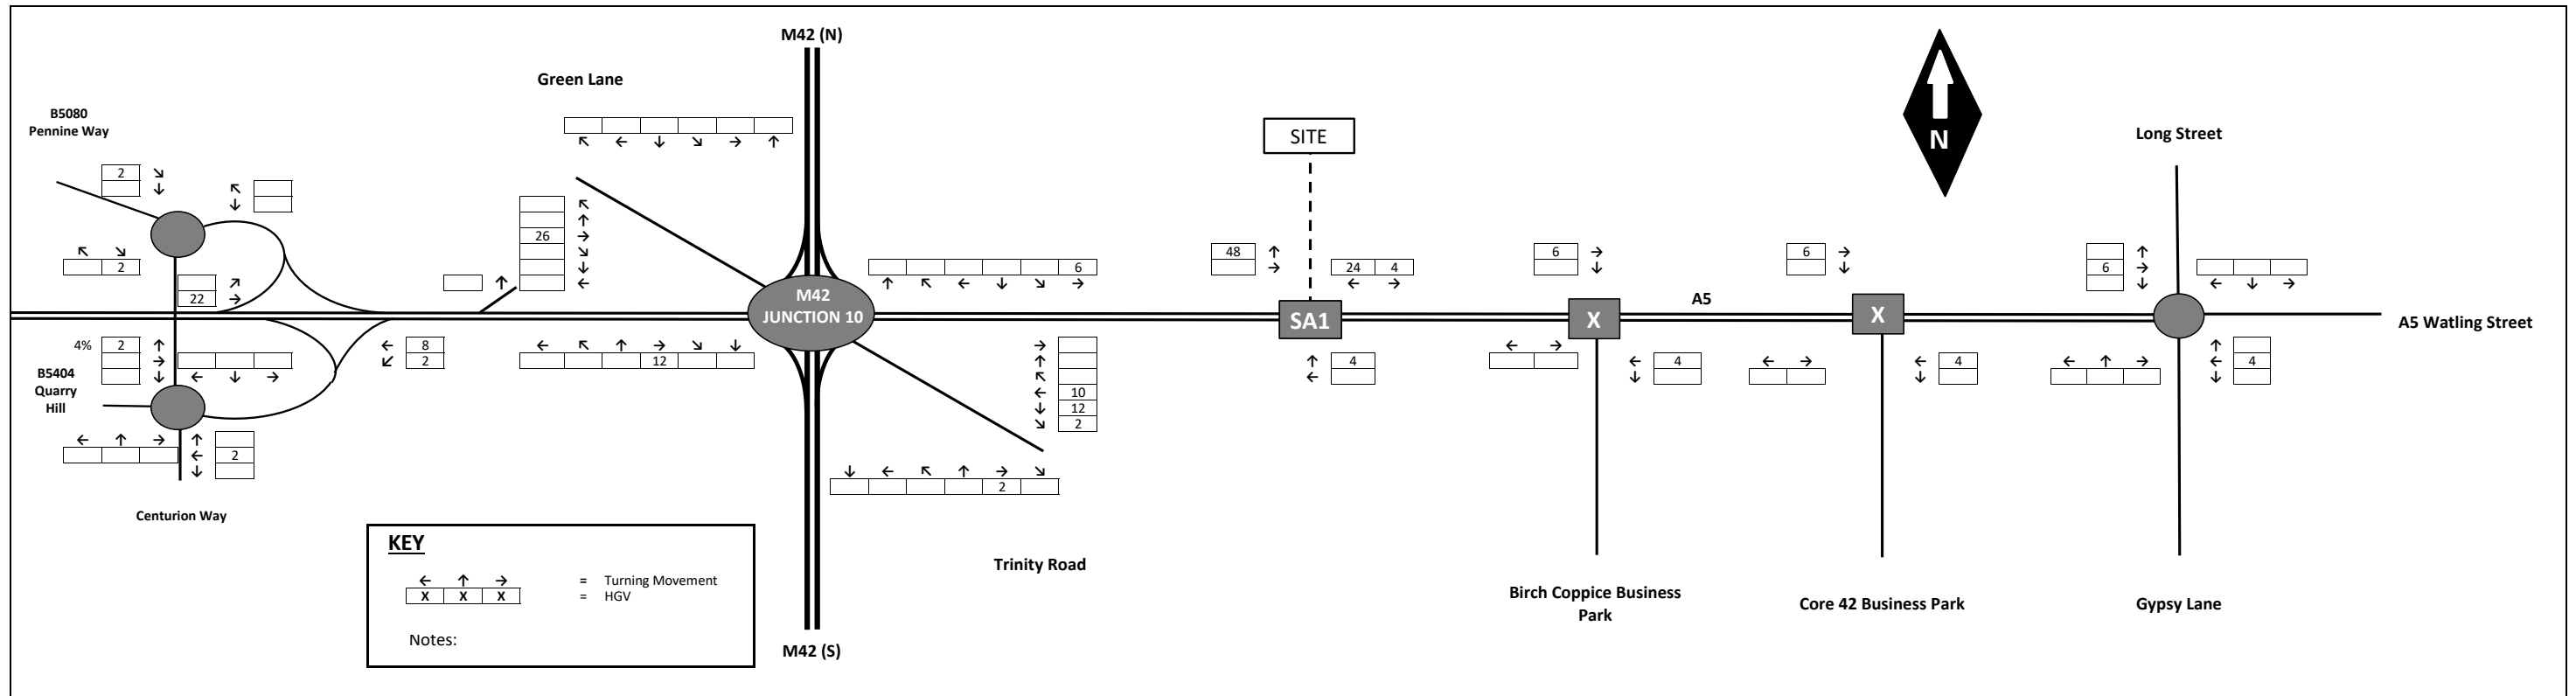 M42 (N)
Green Lane
B5080
Pennine Way
Long Street
SITE
N
2
↘
↓
↖
↓
↖ ← ↓ ↘ → ↑
↖
↑
26 →
↘
↓
←
↖ ↘
2
↗
22 →
↑
6
↑ ↖ ← ↓ ↘ →
48 ↑
→
24 4
← →
6 →
↓
6 →
↓
↑
6 →
↓
← ↓ →
M42
JUNCTION 10
SA1
X
A5
X
A5 Watling Street
4% 2 ↑
→
↓
← ↓ →
B5404
Quarry
Hill
← 8
↙ 2
← ↖ ↑ → ↘ ↓
12
→
↑
↖
← 10
↓ 12
↘ 2
↑ 4
←
← →
← 4
↓
← →
← 4
↓
← ↑ →
↑
← 4
↓
← ↑ →
↑
← 2
↓
↓ ← ↖ ↑ → ↘
2
Centurion Way
KEY
← ↑ → = Turning Movement
X X X = HGV
Notes:
Trinity Road
M42 (S)
Birch Coppice Business
Park
Core 42 Business Park
Gypsy Lane